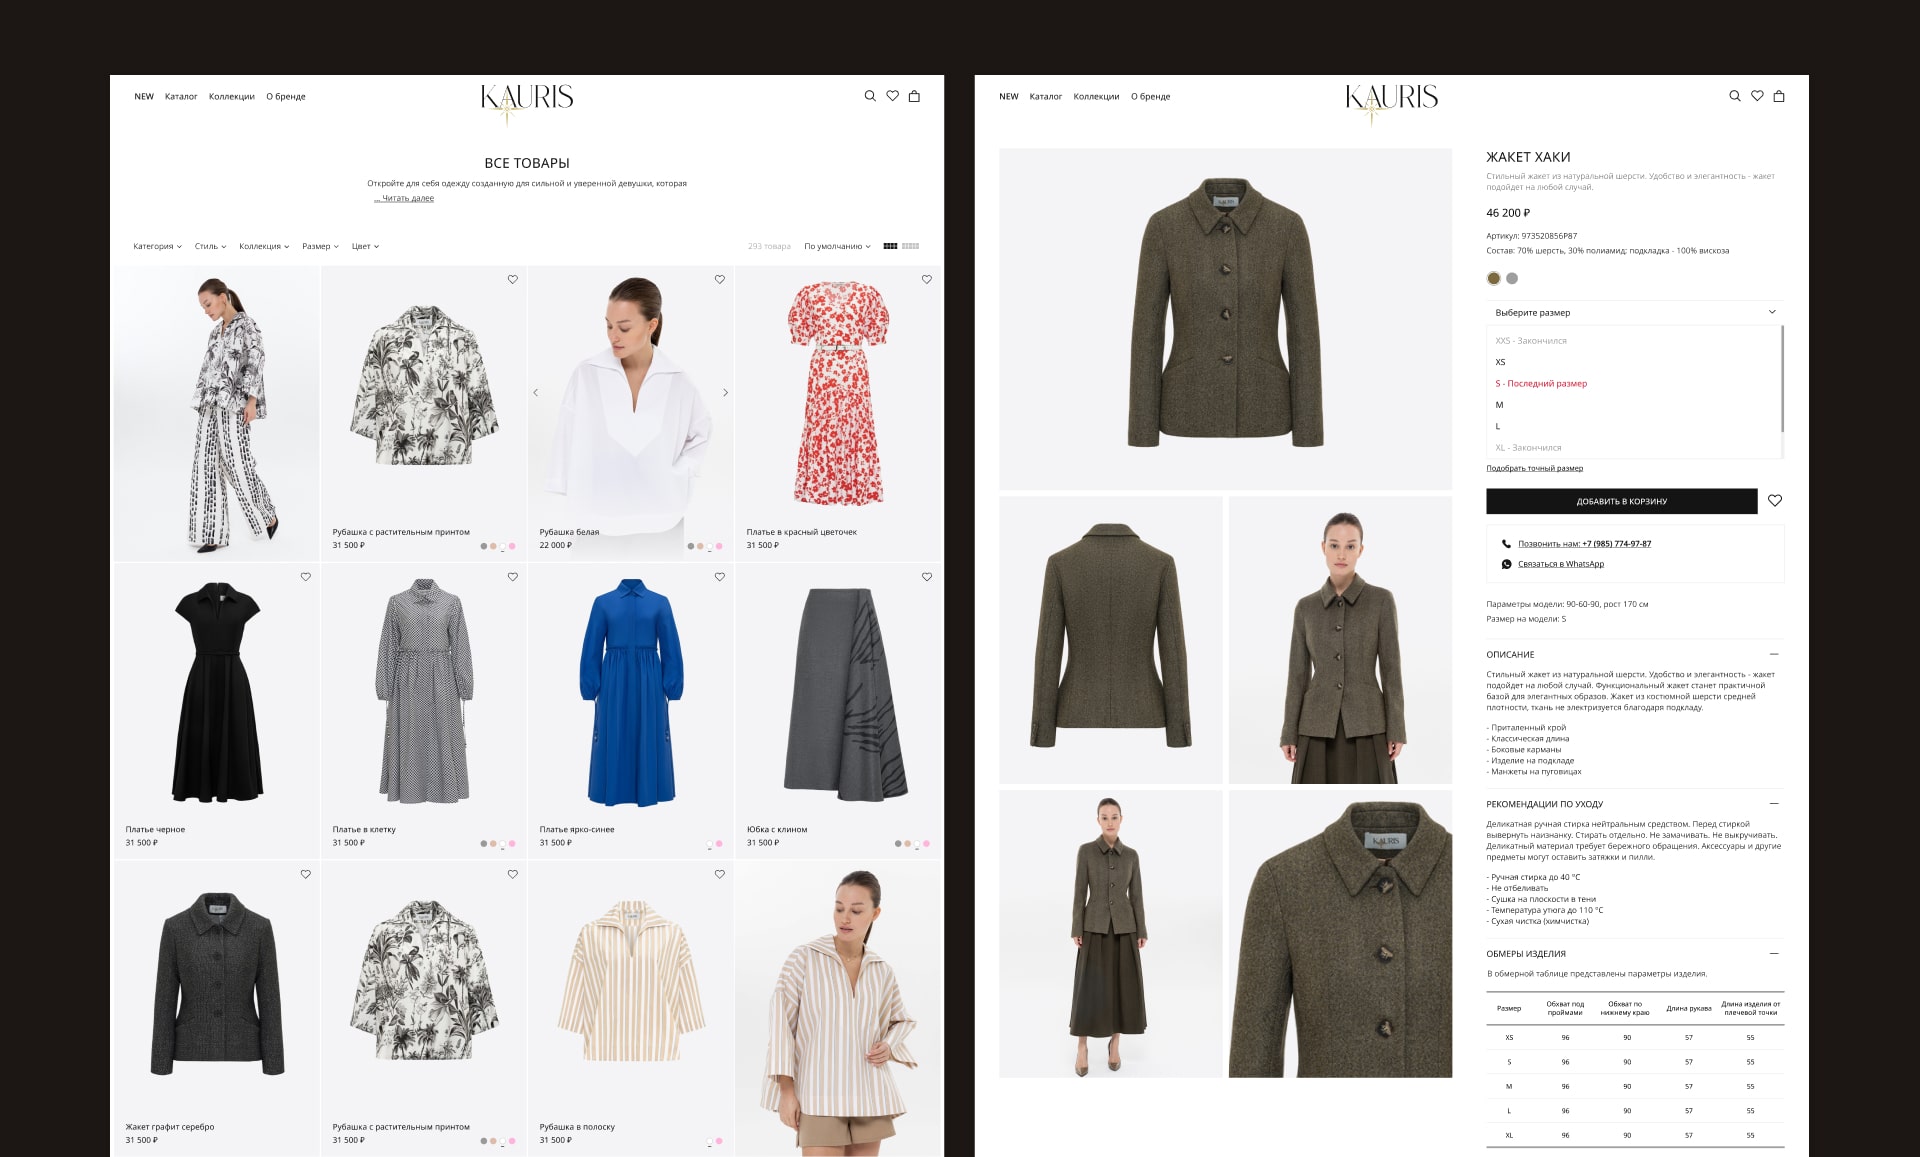 NEW Каталог Коллекции О бренде
KAURIS
ВСЕ ТОВАРЫ
Откройте для себя одежду созданную для сильной и уверенной девушки, которая
... Читать далее
Категория Стиль Коллекция Размер Цвет
293 товара По умолчанию
Рубашка с растительным принтом
31 500 ₽
Рубашка белая
22 000 ₽
Платье в красный цветочек
31 500 ₽
Платье черное
31 500 ₽
Платье в клетку
31 500 ₽
Платье ярко-синее
31 500 ₽
Юбка с клином
31 500 ₽
Жакет графит серебро
31 500 ₽
Рубашка с растительным принтом
31 500 ₽
Рубашка в полоску
31 500 ₽
NEW Каталог Коллекции О бренде
KAURIS
KAURIS
KAURIS
ЖАКЕТ ХАКИ
Стильный жакет из натуральной шерсти. Удобство и элегантность - жакет
подойдет на любой случай.
46 200 ₽
Артикул: 973520856P87
Состав: 70% шерсть, 30% полиамид; подкладка - 100% вискоза
Выберите размер
XXS - Закончился
XS
S - Последний размер
M
L
XL - Закончился
Подобрать точный размер
ДОБАВИТЬ В КОРЗИНУ
Позвонить нам: +7 (985) 774-97-87
Связаться в WhatsApp
Параметры модели: 90-60-90, рост 170 см
Размер на модели: S
ОПИСАНИЕ
Стильный жакет из натуральной шерсти. Удобство и элегантность - жакет
подойдет на любой случай. Функциональный жакет станет практичной
базой для элегантных образов. Жакет из костюмной шерсти средней
плотности, ткань не электризуется благодаря подкладу.
- Приталенный крой
- Классическая длина
- Боковые карманы
- Изделие на подкладе
- Манжеты на пуговицах
РЕКОМЕНДАЦИИ ПО УХОДУ
Деликатная ручная стирка нейтральным средством. Перед стиркой
вывернуть наизнанку. Стирать отдельно. Не замачивать. Не выкручивать.
Деликатный материал требует бережного обращения. Аксессуары и другие
предметы могут оставить затяжки и пилли.
- Ручная стирка до 40 °C
- Не отбеливать
- Сушка на плоскости в тени
- Температура утюга до 110 °C
- Сухая чистка (химчистка)
ОБМЕРЫ ИЗДЕЛИЯ
В обмерной таблице представлены параметры изделия.
Размер Обхват под проймами Обхват по нижнему краю Длина рукава Длина изделия от плечевой точки
XS 96 90 57 55
S 96 90 57 55
M 96 90 57 55
L 96 90 57 55
XL 96 90 57 55